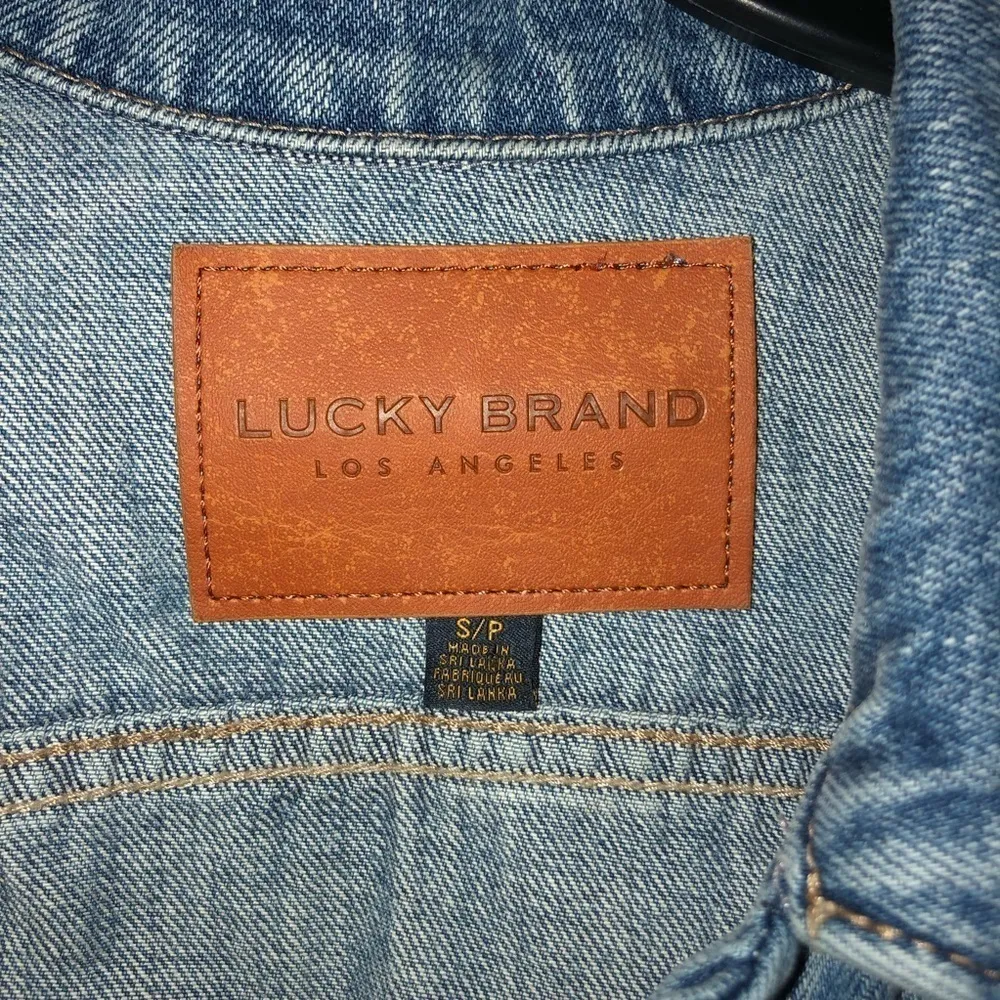 LUCKY BRAND
LOS ANGELES
S/P
MADE IN
SRI LANKA
FABRIQUE AU
SRI LANKA